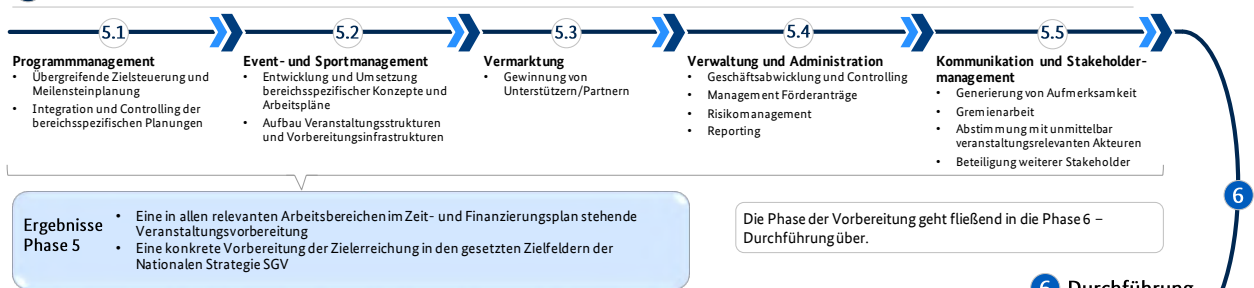 5.1
5.2
5.3
5.4
5.5
Programmmanagement
• Übergreifende Zielsteuerung und
Meilensteinplanung
• Integration und Controlling der
bereichsspezifischen Planungen
Event- und Sportmanagement
• Entwicklung und Umsetzung
bereichsspezifischer Konzepte und
Arbeitspläne
• Aufbau Veranstaltungsstrukturen
und Vorbereitungsinfrastrukturen
Vermarktung
• Gewinnung von
Unterstützern/Partnern
Verwaltung und Administration
• Geschäftsabwicklung und Controlling
• Management Förderanträge
• Risikomanagement
• Reporting
Kommunikation und Stakeholder-
management
• Generierung von Aufmerksamkeit
• Gremienarbeit
• Abstimmung mit unmittelbar
veranstaltungsrelevanten Akteuren
• Beteiligung weiterer Stakeholder
Ergebnisse
Phase 5
• Eine in allen relevanten Arbeitsbereichen im Zeit- und Finanzierungsplan stehende
Veranstaltungsvorbereitung
• Eine konkrete Vorbereitung der Zielerreichung in den gesetzten Zielfeldern der
Nationalen Strategie SGV
Die Phase der Vorbereitung geht fließend in die Phase 6 –
Durchführung über.
6
6 Durchführung